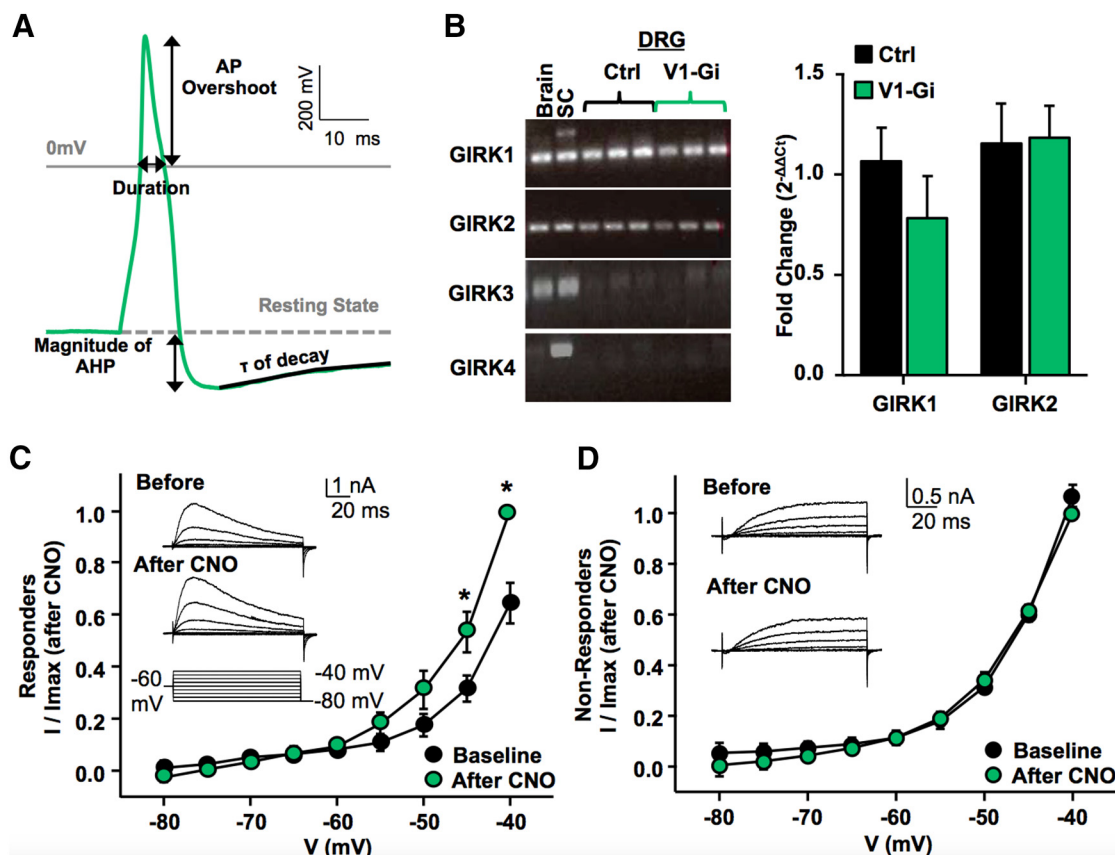 A
AP
Overshoot
200 mV
10 ms
0mV
Duration
Resting State
Magnitude of
AHP
τ of decay
B
DRG
Brain
SC
Ctrl
V1-Gi
GIRK1
GIRK2
GIRK3
GIRK4
Ctrl
V1-Gi
Fold Change (2^-ΔΔCt)
1.5
1.0
0.5
0.0
GIRK1
GIRK2
C
Before
1 nA
20 ms
After CNO
-60
mV
-40 mV
-80 mV
*
*
Responders
I / Imax (after CNO)
1.0
0.8
0.6
0.4
0.2
0.0
Baseline
After CNO
-80
-70
-60
-50
-40
V (mV)
D
Before
0.5 nA
20 ms
After CNO
Non-Responders
I / Imax (after CNO)
1.0
0.8
0.6
0.4
0.2
0.0
Baseline
After CNO
-80
-70
-60
-50
-40
V (mV)